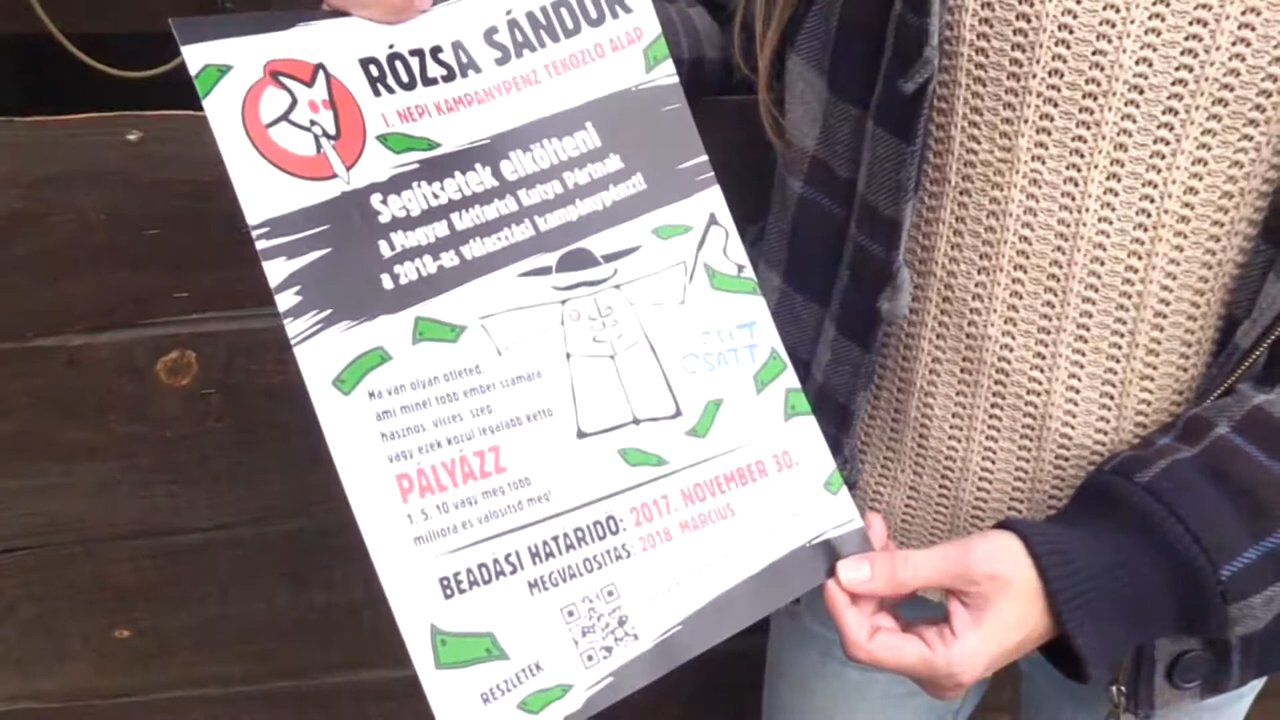 RÓZSA SÁNDOR
I. NÉPI KAMPÁNYPÉNZ TÉKOZLÓ ALAP
Segítsetek elkölteni
a Magyar Kétfarkú Kutya Pártnak
a 2018-as választási kampánypénzt!
CSATT
CSATT
Ha van olyan ötleted,
ami minél több ember számára
hasznos, vicces, szép
vagy ezek közül legalább kettő
PÁLYÁZZ
1, 5, 10 vagy még több
millióra és valósítsd meg!
BEADÁSI HATÁRIDŐ: 2017. NOVEMBER 30.
MEGVALÓSÍTÁS: 2018. MÁRCIUS
RÉSZLETEK: